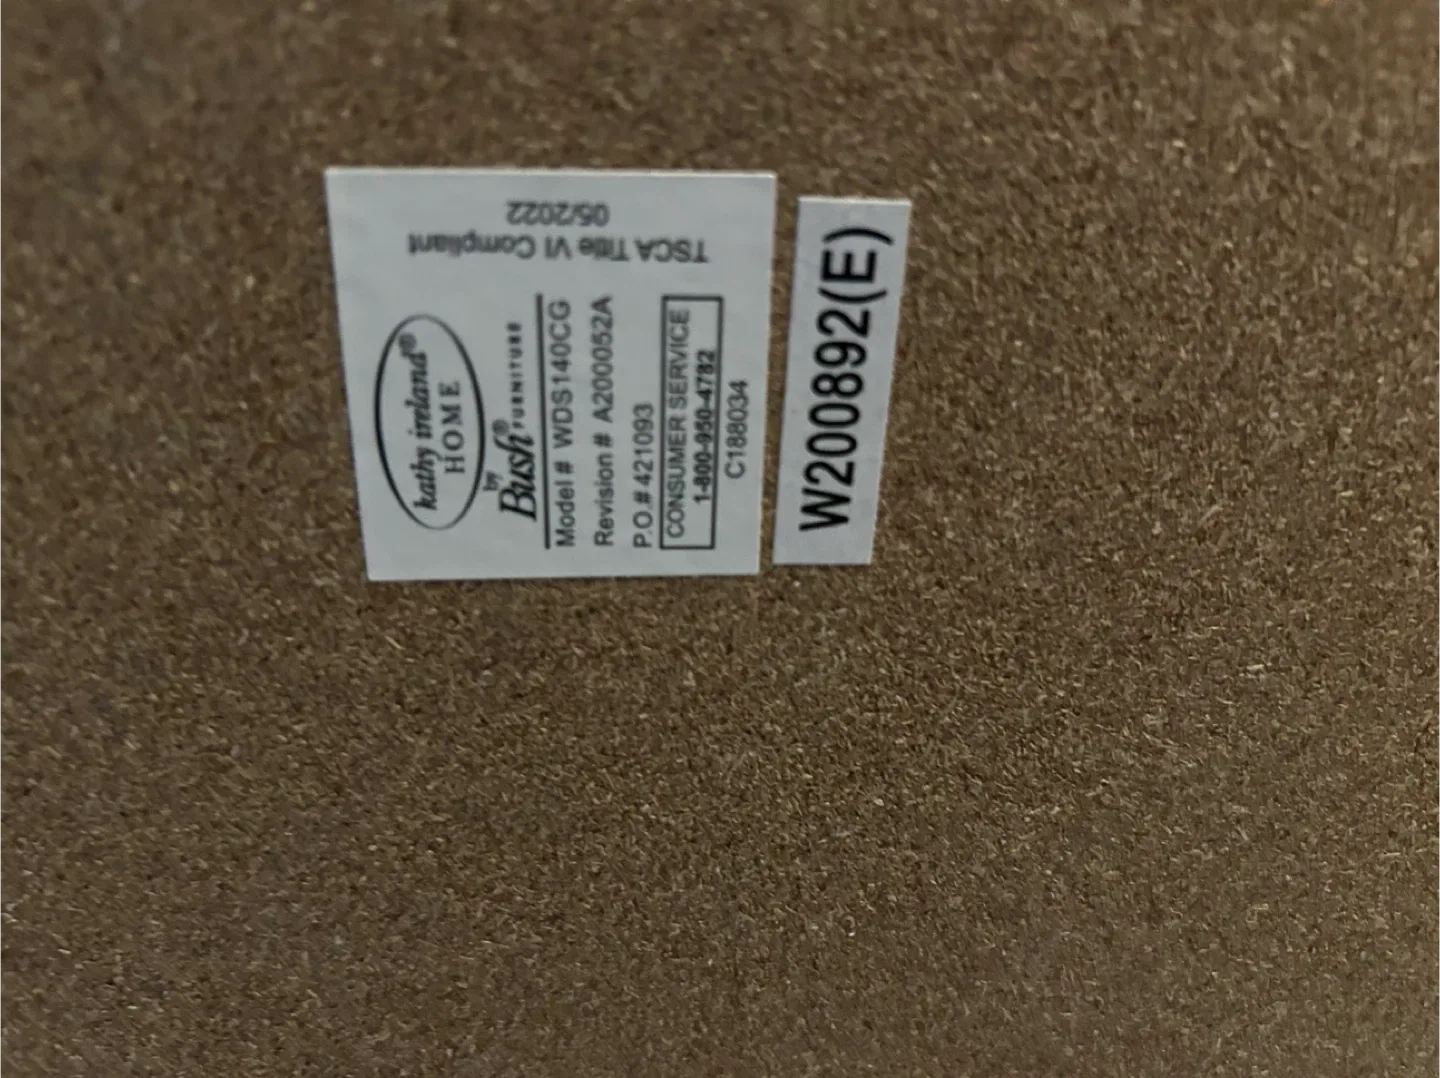 kathy ireland®
HOME
by
Bush® FURNITURE
Model # WDS140CG
Revision # A200052A
P.O.# 421093
CONSUMER SERVICE
1-800-950-4782
C188034
TSCA Title VI Compliant
05/2022
W200892(E)